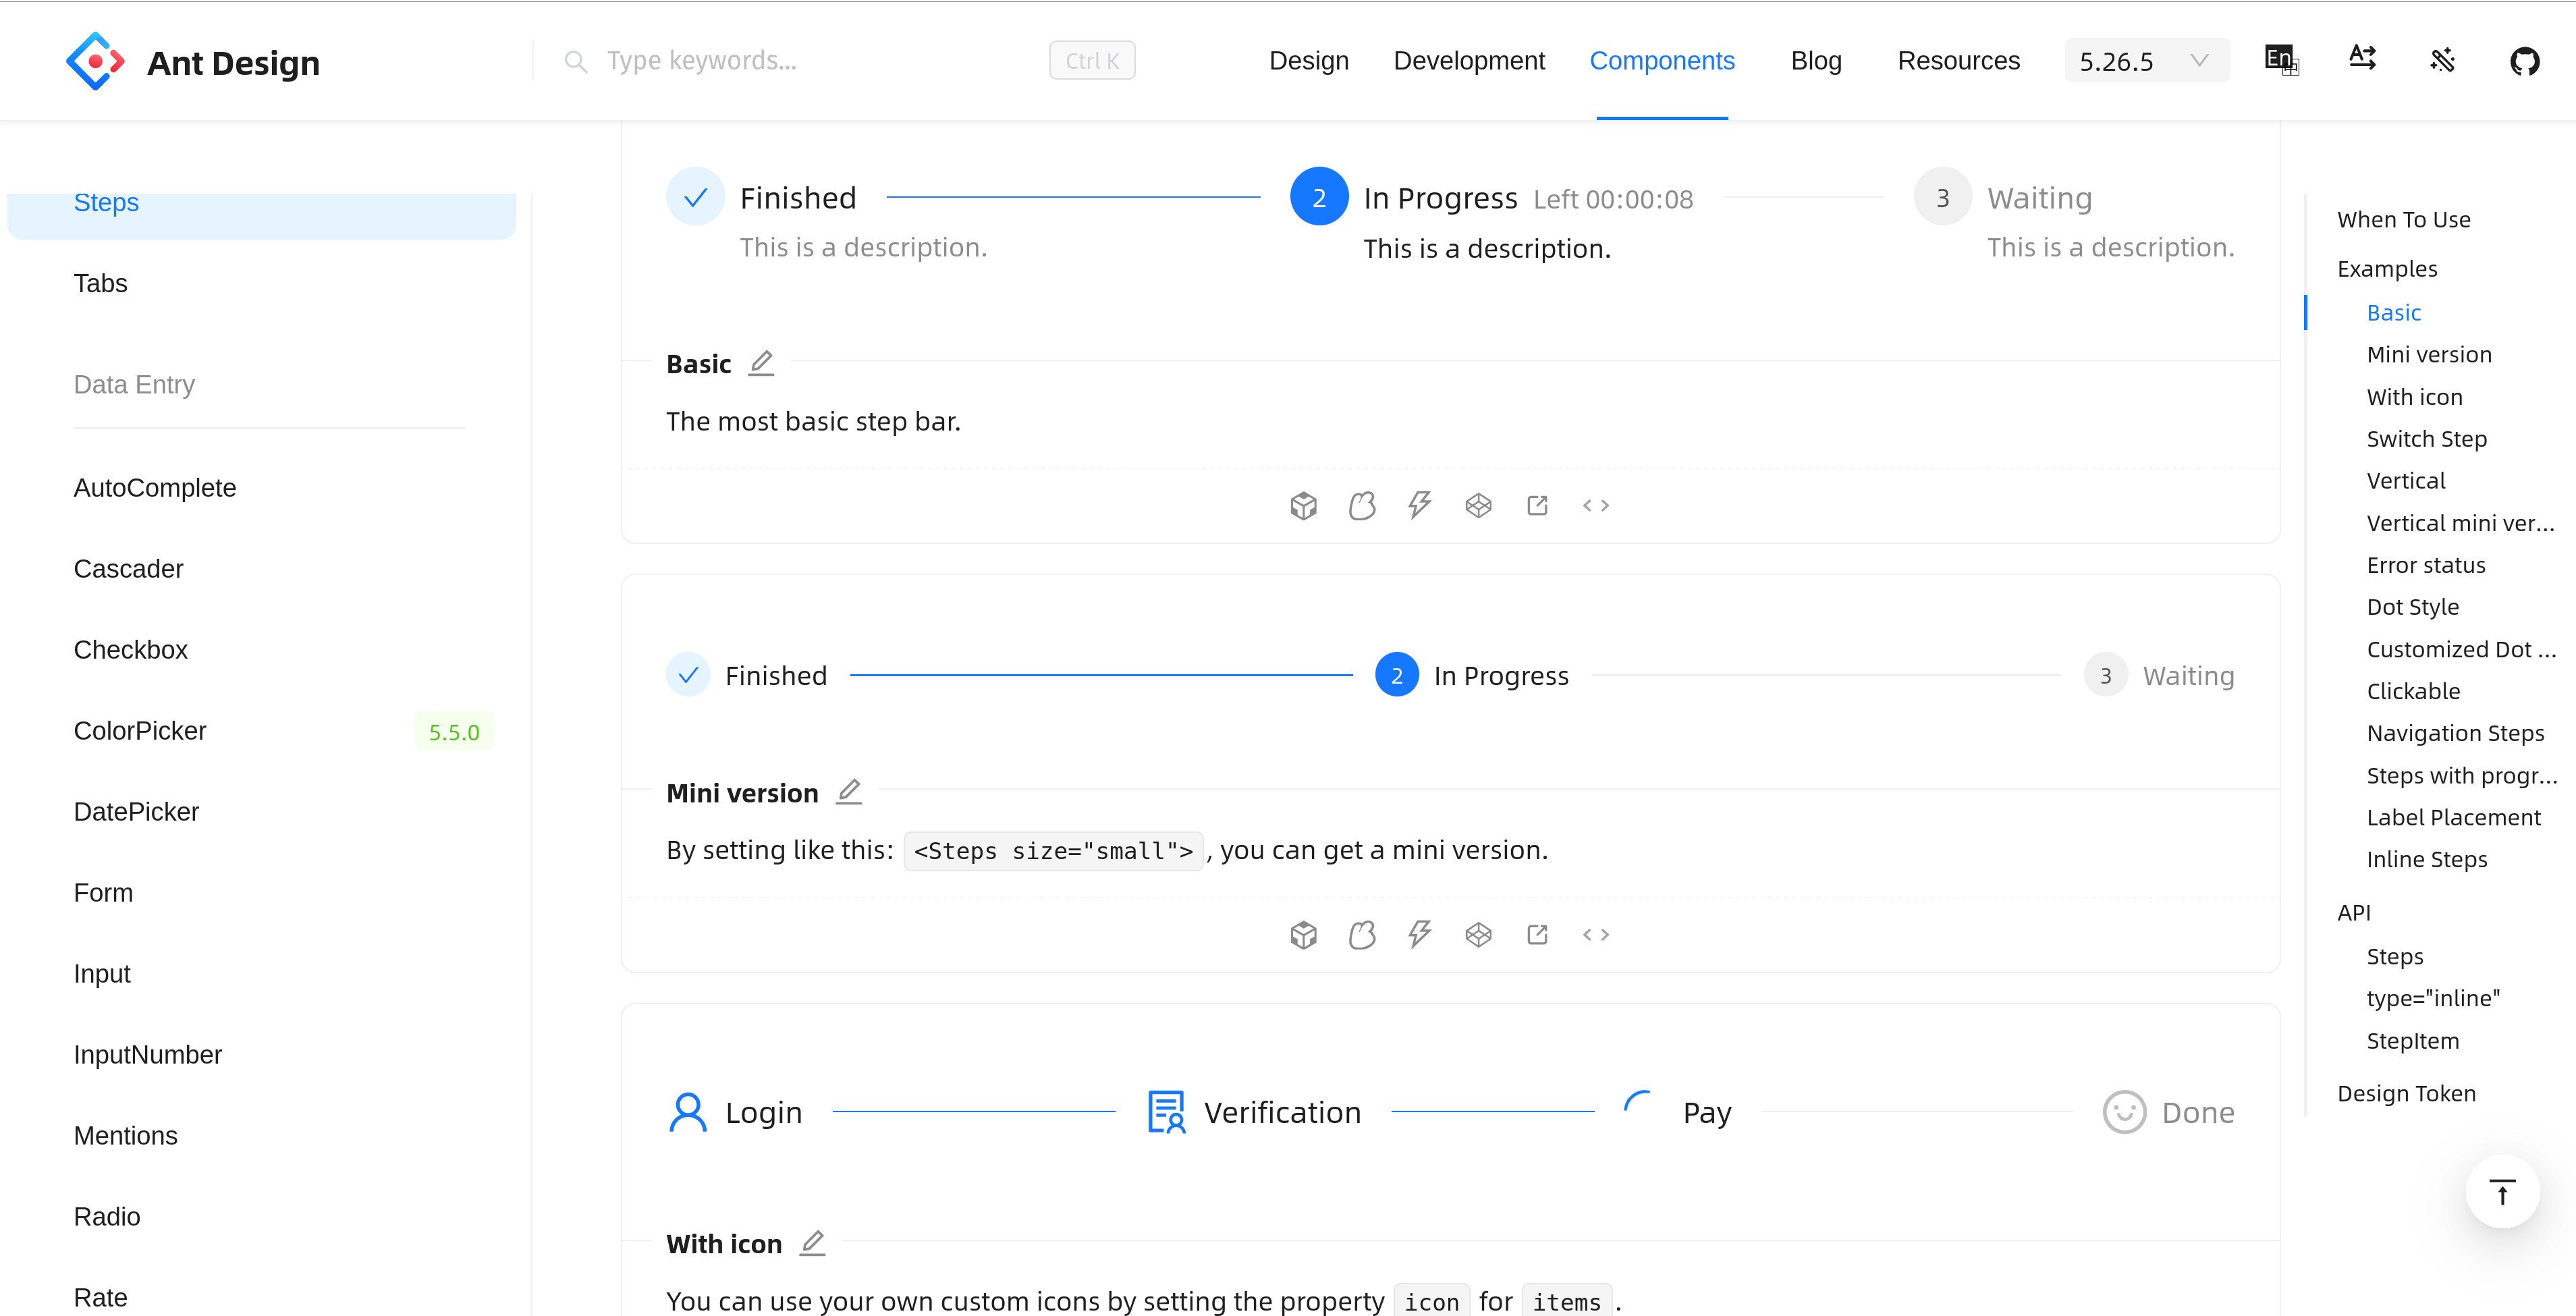 Ant Design
Type keywords...
Ctrl K
Design
Development
Components
Blog
Resources
5.26.5
En
Steps
Tabs
Data Entry
AutoComplete
Cascader
Checkbox
ColorPicker 5.5.0
DatePicker
Form
Input
InputNumber
Mentions
Radio
Rate
Finished
This is a description.
2 In Progress Left 00:00:08
This is a description.
3 Waiting
This is a description.
Basic
The most basic step bar.
Finished
2 In Progress
3 Waiting
Mini version
By setting like this: <Steps size="small"> , you can get a mini version.
Login
Verification
Pay
Done
With icon
You can use your own custom icons by setting the property icon for items .
When To Use
Examples
Basic
Mini version
With icon
Switch Step
Vertical
Vertical mini ver...
Error status
Dot Style
Customized Dot ...
Clickable
Navigation Steps
Steps with progr...
Label Placement
Inline Steps
API
Steps
type="inline"
StepItem
Design Token